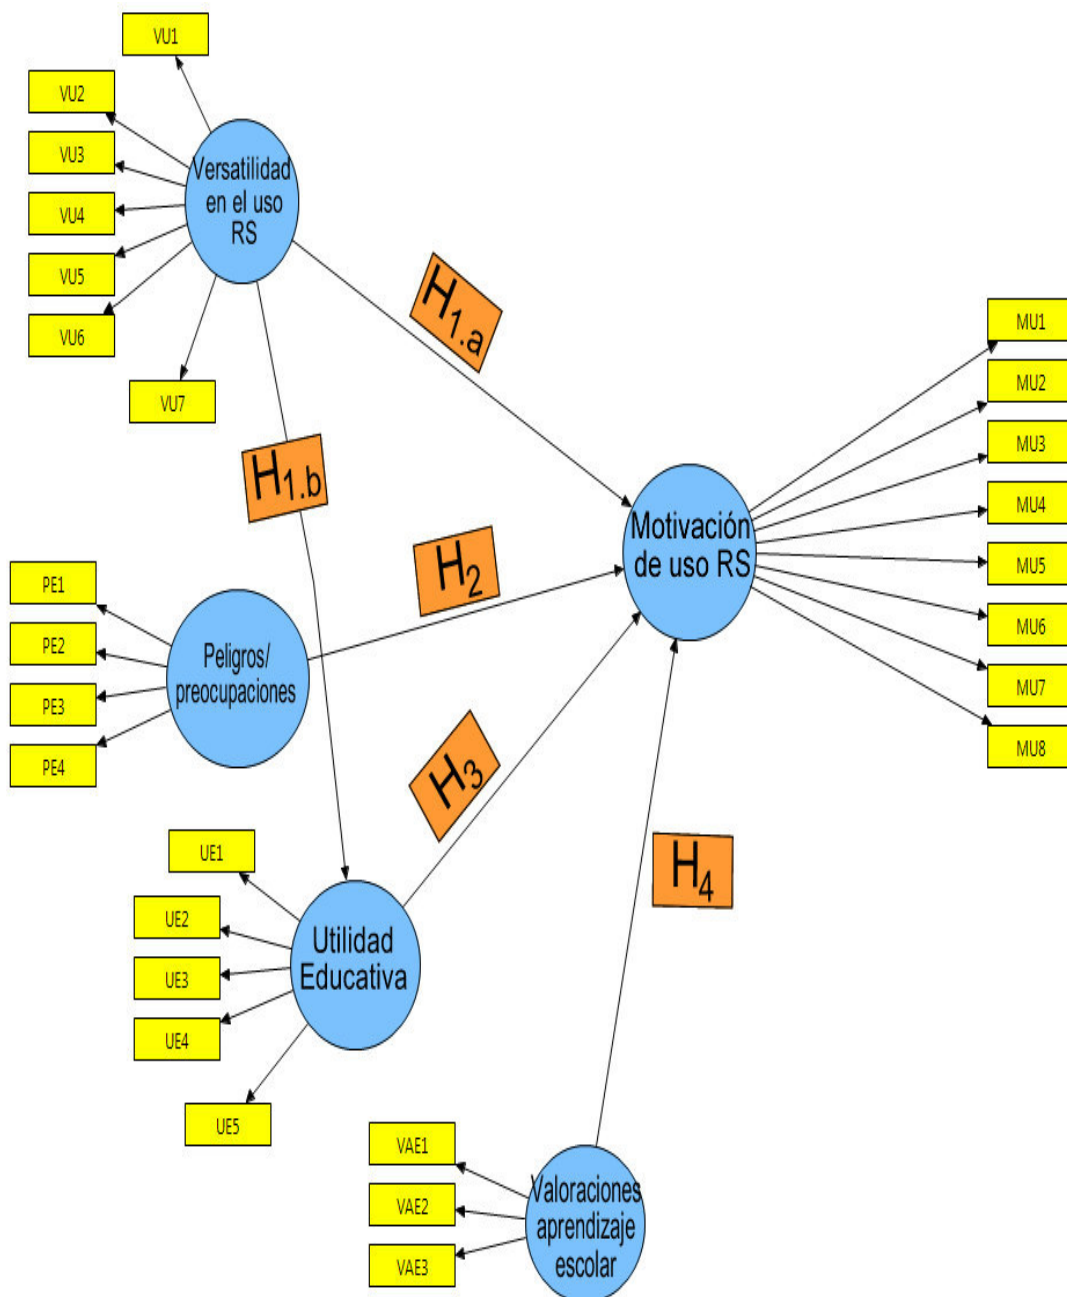 VU1
VU2
VU3
VU4
VU5
VU6
VU7
Versatilidad
en el uso
RS
H1.a
H1.b
MU1
MU2
MU3
MU4
MU5
MU6
MU7
MU8
Motivación
de uso RS
H2
PE1
PE2
PE3
PE4
Peligros/
preocupaciones
H3
H4
UE1
UE2
UE3
UE4
UE5
Utilidad
Educativa
VAE1
VAE2
VAE3
Valoraciones
aprendizaje
escolar